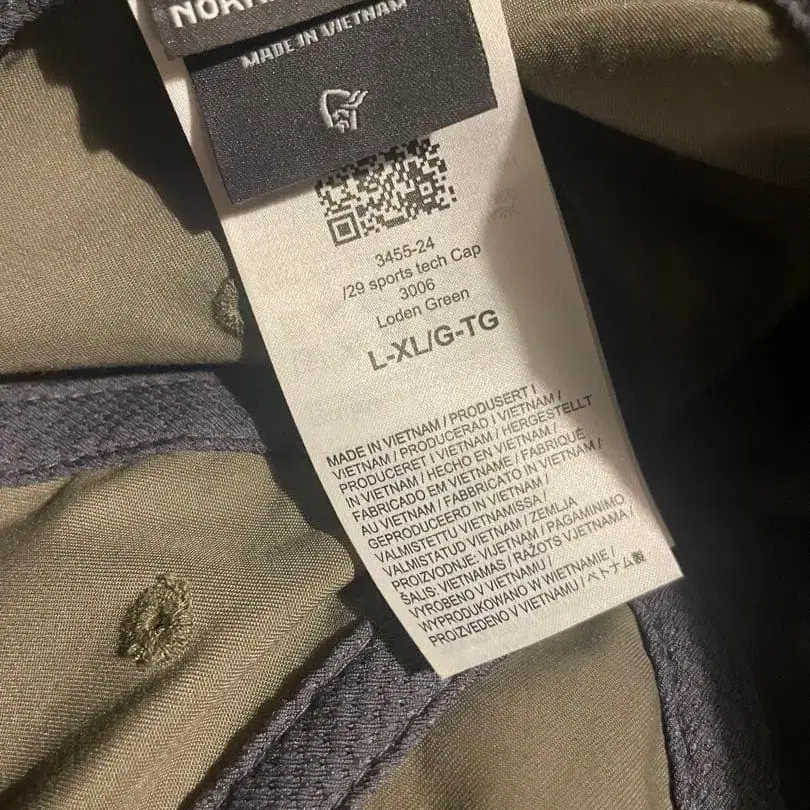 MADE IN VIETNAM
3455-24
/29 sports tech Cap
3006
Loden Green
L-XL/G-TG
MADE IN VIETNAM / PRODUSERT I
VIETNAM / PRODUCERAD I VIETNAM /
PRODUCERET I VIETNAM / HERGESTELLT
IN VIETNAM / HECHO EN VIETNAM /
FABRICADO EM VIETNAME / FABRIQUÉ
AU VIETNAM / FABBRICATO IN VIETNAM /
GEPRODUCEERD IN VIETNAM /
VALMISTETTU VIETNAMISSA /
VALMISTATUD VIETNAM / ZEMLJA
PROIZVODNJE: VIJETNAM / PAGAMINIMO
ŠALIS: VIETNAMAS / RAŽOTS VJETNAMA /
VYROBENO V VIETNAMU /
WYPRODUKOWANO W WIETNAMIE /
PROIZVEDENO V VIETNAMU / ベトナム製